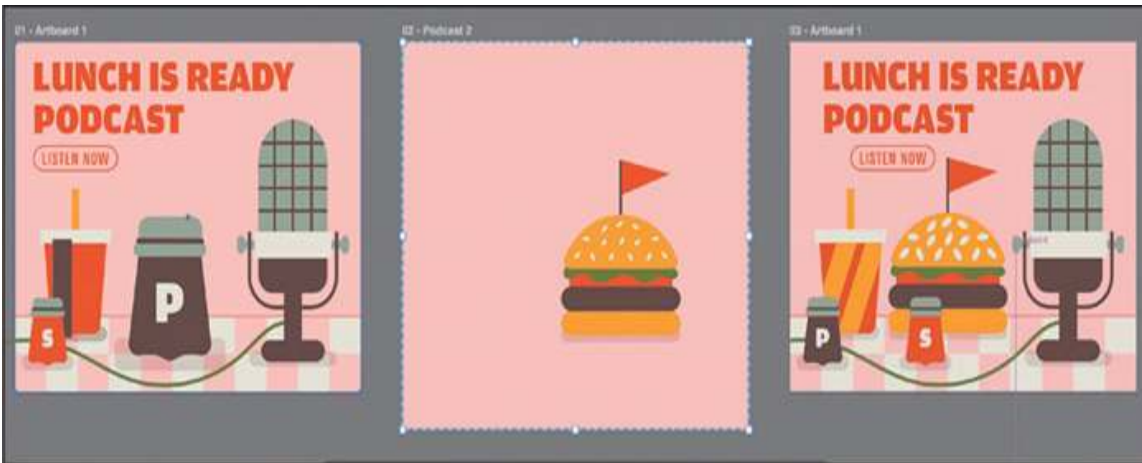 01 - Artboard 1
LUNCH IS READY
PODCAST
LISTEN NOW
P
S
02 - Podcast 2
03 - Artboard 1
LUNCH IS READY
PODCAST
LISTEN NOW
P
S